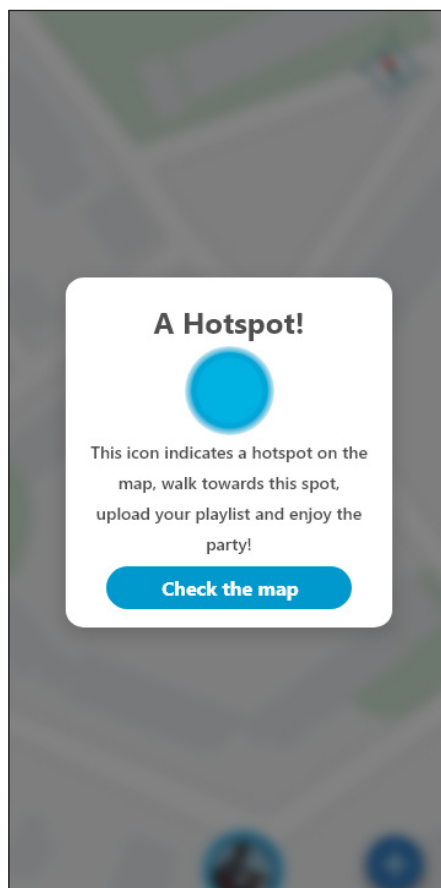 A Hotspot!
This icon indicates a hotspot on the
map, walk towards this spot,
upload your playlist and enjoy the
party!
Check the map